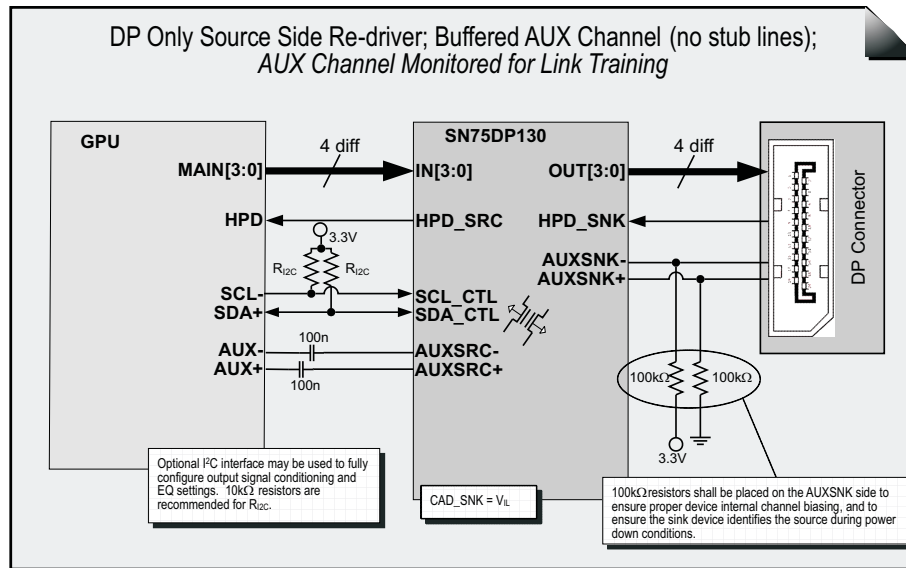 DP Only Source Side Re-driver; Buffered AUX Channel (no stub lines);
AUX Channel Monitored for Link Training
GPU
SN75DP130
4 diff
4 diff
MAIN[3:0]
IN[3:0]
OUT[3:0]
HPD
HPD_SRC
HPD_SNK
3.3V
RI2C
RI2C
AUXSNK-
AUXSNK+
SCL-
SCL_CTL
SDA+
SDA_CTL
DP Connector
100n
AUX-
AUXSRC-
AUX+
AUXSRC+
100n
100kΩ
100kΩ
3.3V
Optional I²C interface may be used to fully
configure output signal conditioning and
EQ settings. 10kΩ resistors are
recommended for RI2C.
CAD_SNK = VIL
100kΩ resistors shall be placed on the AUXSNK side to
ensure proper device internal channel biasing, and to
ensure the sink device identifies the source during power
down conditions.